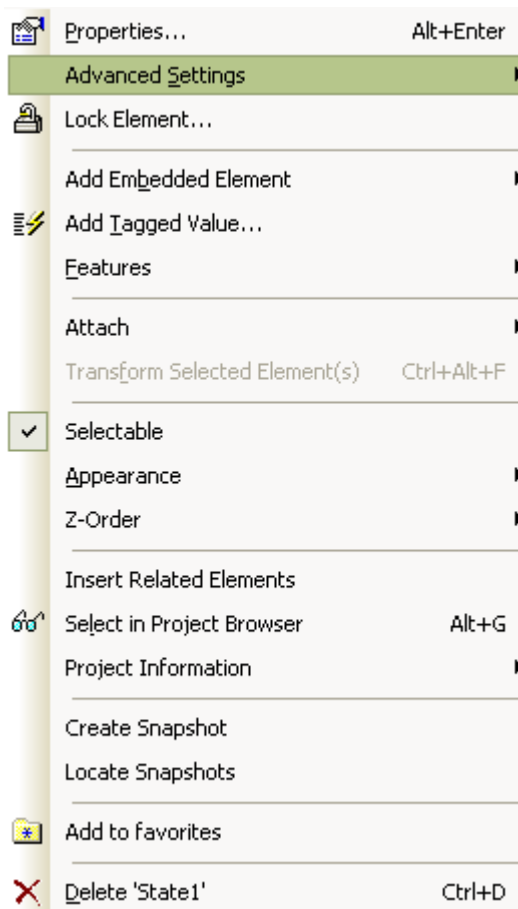 Properties... Alt+Enter
Advanced Settings
Lock Element...
Add Embedded Element
Add Tagged Value...
Features
Attach
Transform Selected Element(s) Ctrl+Alt+F
Selectable
Appearance
Z-Order
Insert Related Elements
Select in Project Browser Alt+G
Project Information
Create Snapshot
Locate Snapshots
Add to favorites
Delete 'State1' Ctrl+D